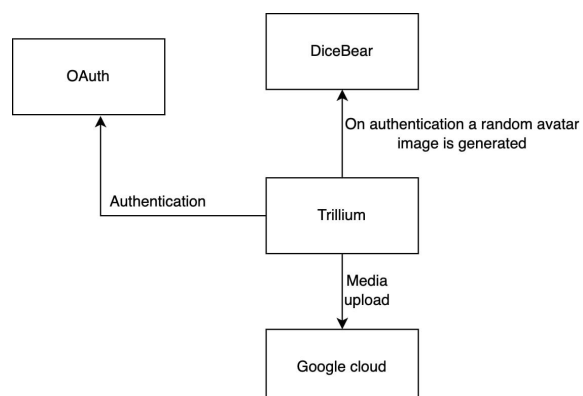 DiceBear
OAuth
On authentication a random avatar
image is generated
Authentication
Trillium
Media
upload
Google cloud